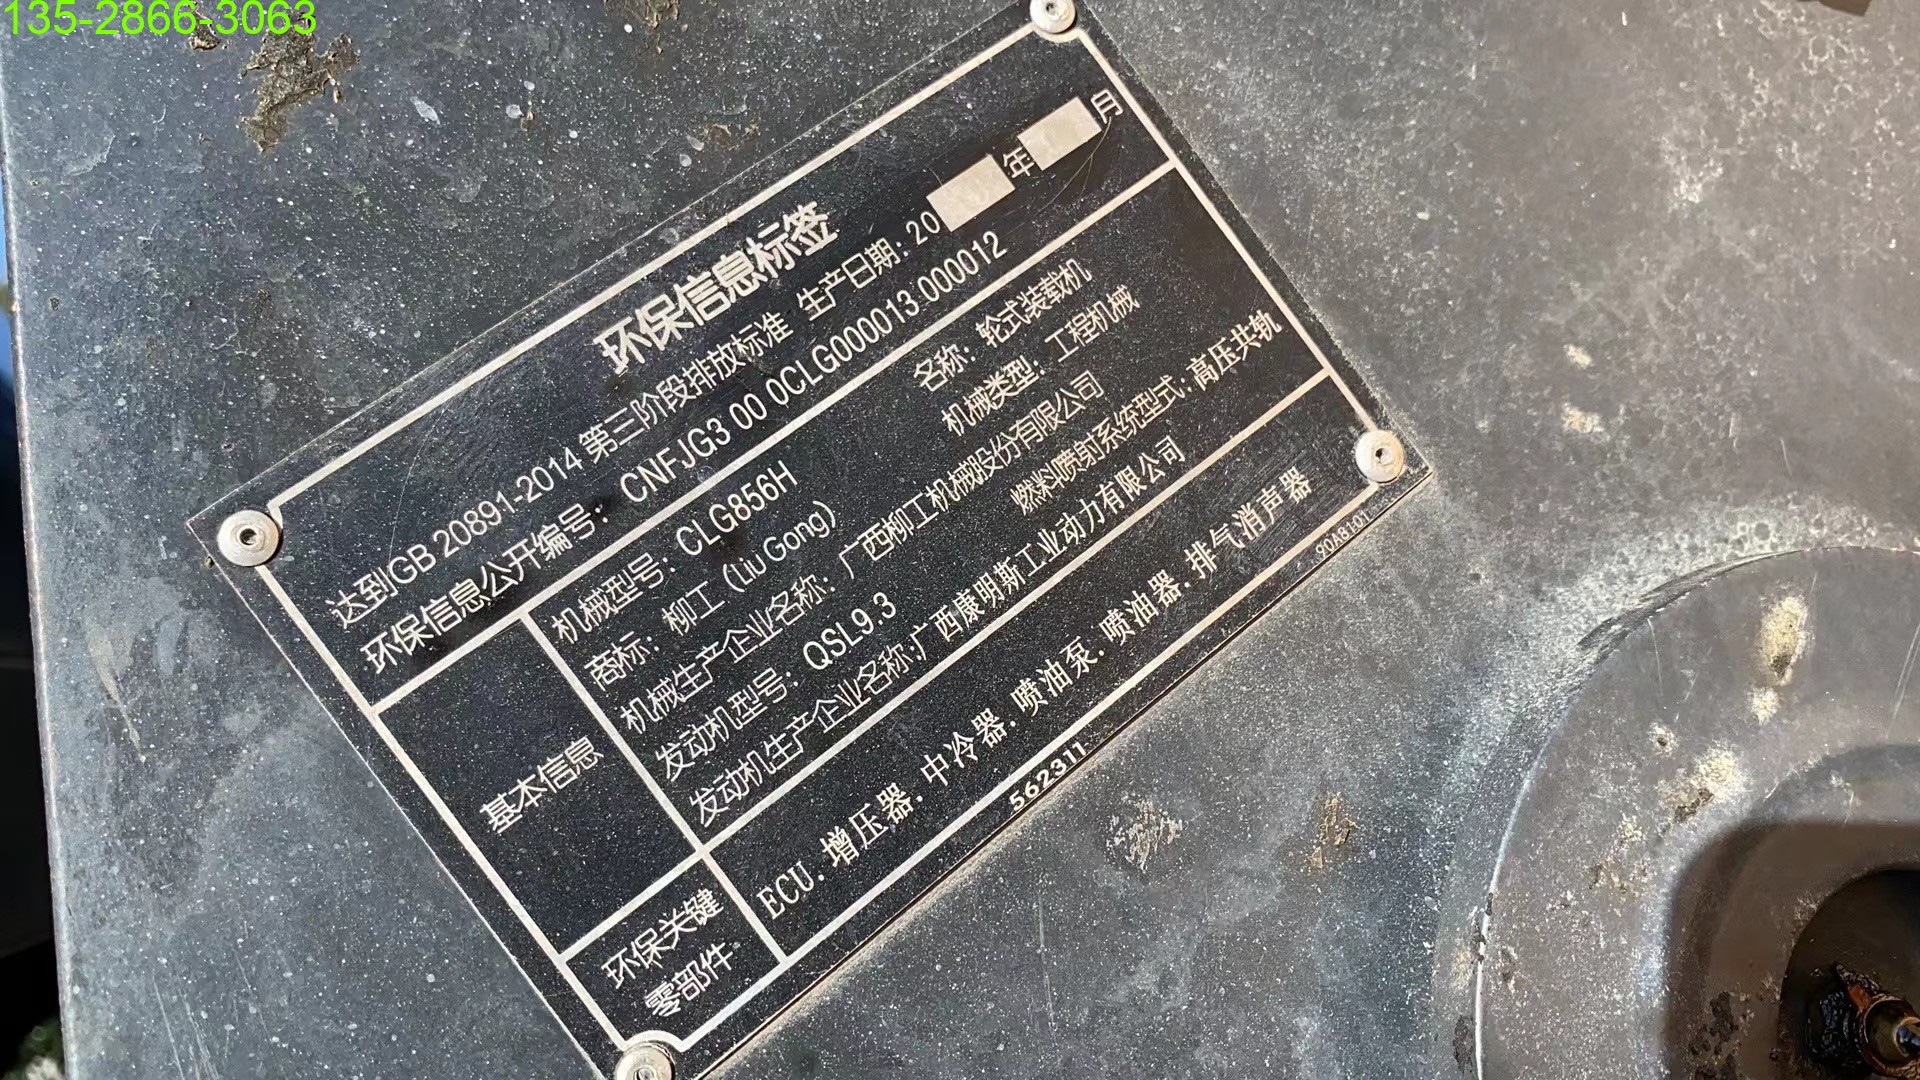 135-2866-3063
环保信息标签
达到GB 20891-2014 第三阶段排放标准 生产日期: 20 年 月
环保信息公开编号: CNFJG3 00 0CLG000013 000012
基本信息
机械型号: CLG856H 名称: 轮式装载机
商标: 柳工 (Liu Gong) 机械类型: 工程机械
机械生产企业名称: 广西柳工机械股份有限公司
发动机型号: QSL9.3 燃料喷射系统型式: 高压共轨
发动机生产企业名称:广西康明斯工业动力有限公司
环保关键零部件
ECU. 增压器. 中冷器. 喷油泵. 喷油器. 排气消声器
562311
90A8101